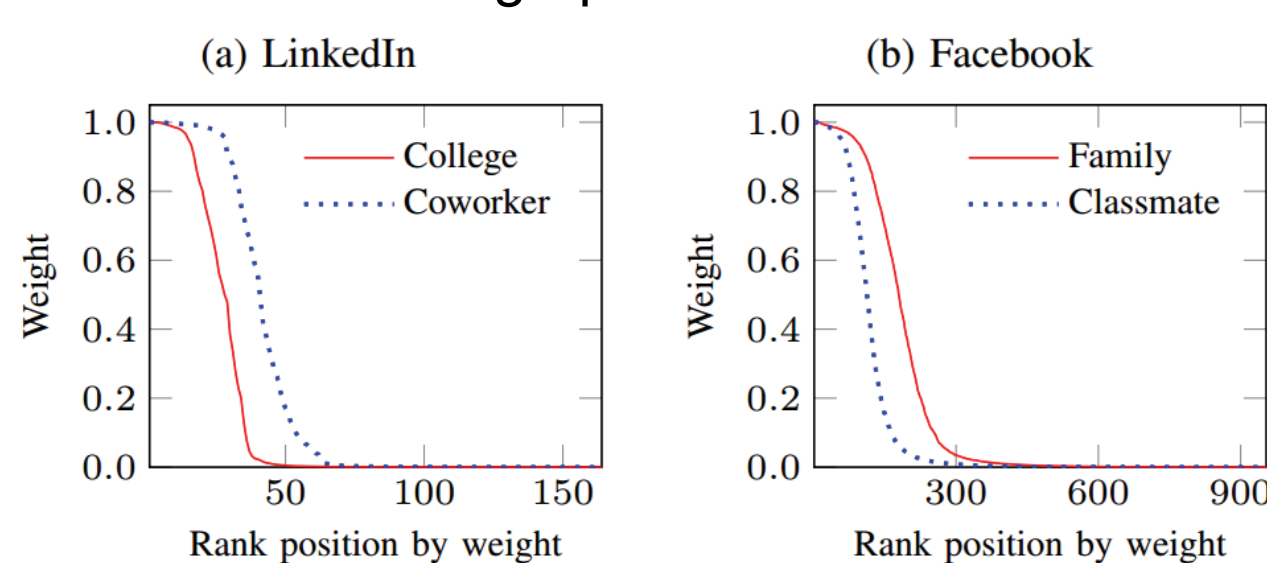 (a) LinkedIn
1.0
0.8
0.6
0.4
0.2
0.0
Weight
College
Coworker
50 100 150
Rank position by weight
(b) Facebook
1.0
0.8
0.6
0.4
0.2
0.0
Weight
Family
Classmate
300 600 900
Rank position by weight